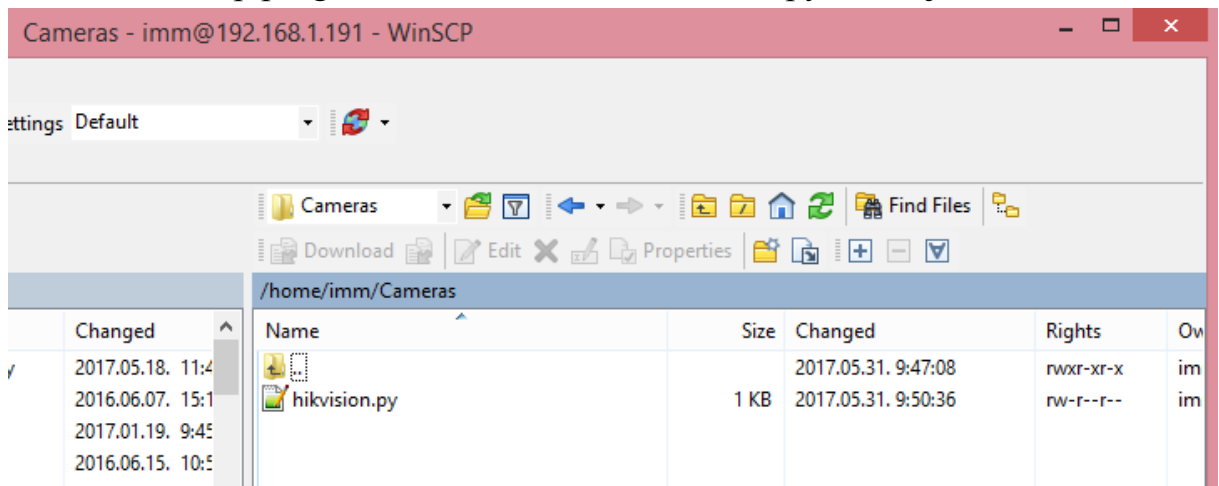 Cameras - imm@192.168.1.191 - WinSCP
ettings Default
Cameras Find Files
Download Edit Properties
/home/imm/Cameras
Changed Name Size Changed Rights Ow
y 2017.05.18. 11:4 .. 2017.05.31. 9:47:08 rwxr-xr-x im
2016.06.07. 15:1 hikvision.py 1 KB 2017.05.31. 9:50:36 rw-r--r-- im
2017.01.19. 9:45
2016.06.15. 10:5